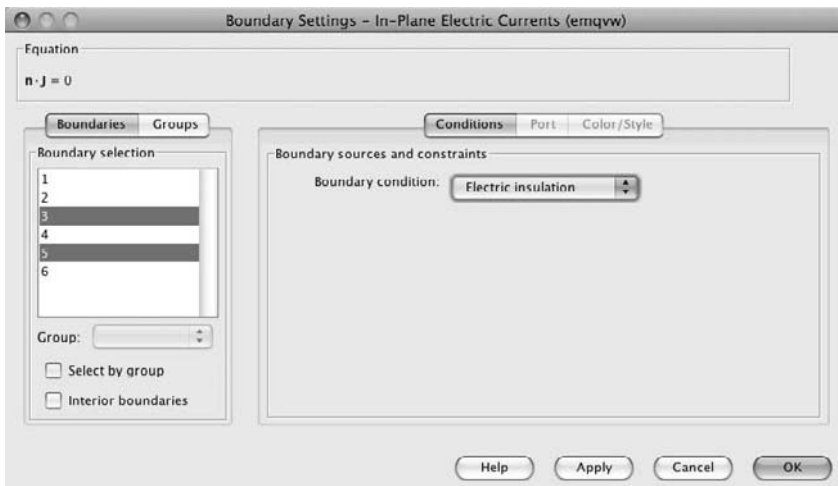 Boundary Settings – In-Plane Electric Currents (emqvw)
Equation
n · J = 0
Boundaries Groups
Boundary selection
1
2
3
4
5
6
Group:
Select by group
Interior boundaries
Conditions Port Color/Style
Boundary sources and constraints
Boundary condition: Electric insulation
Help Apply Cancel OK